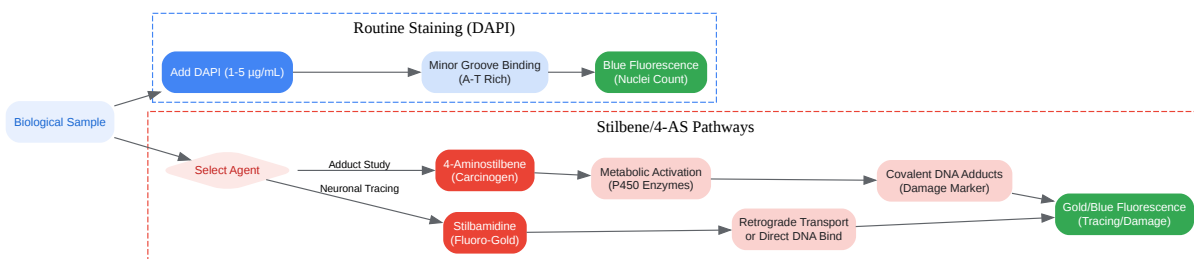 Routine Staining (DAPI)
Add DAPI (1-5 µg/mL)
Minor Groove Binding
(A-T Rich)
Blue Fluorescence
(Nuclei Count)
Biological Sample
Stilbene/4-AS Pathways
Select Agent
Adduct Study
Neuronal Tracing
4-Aminostilbene
(Carcinogen)
Metabolic Activation
(P450 Enzymes)
Covalent DNA Adducts
(Damage Marker)
Stilbamidine
(Fluoro-Gold)
Retrograde Transport
or Direct DNA Bind
Gold/Blue Fluorescence
(Tracing/Damage)